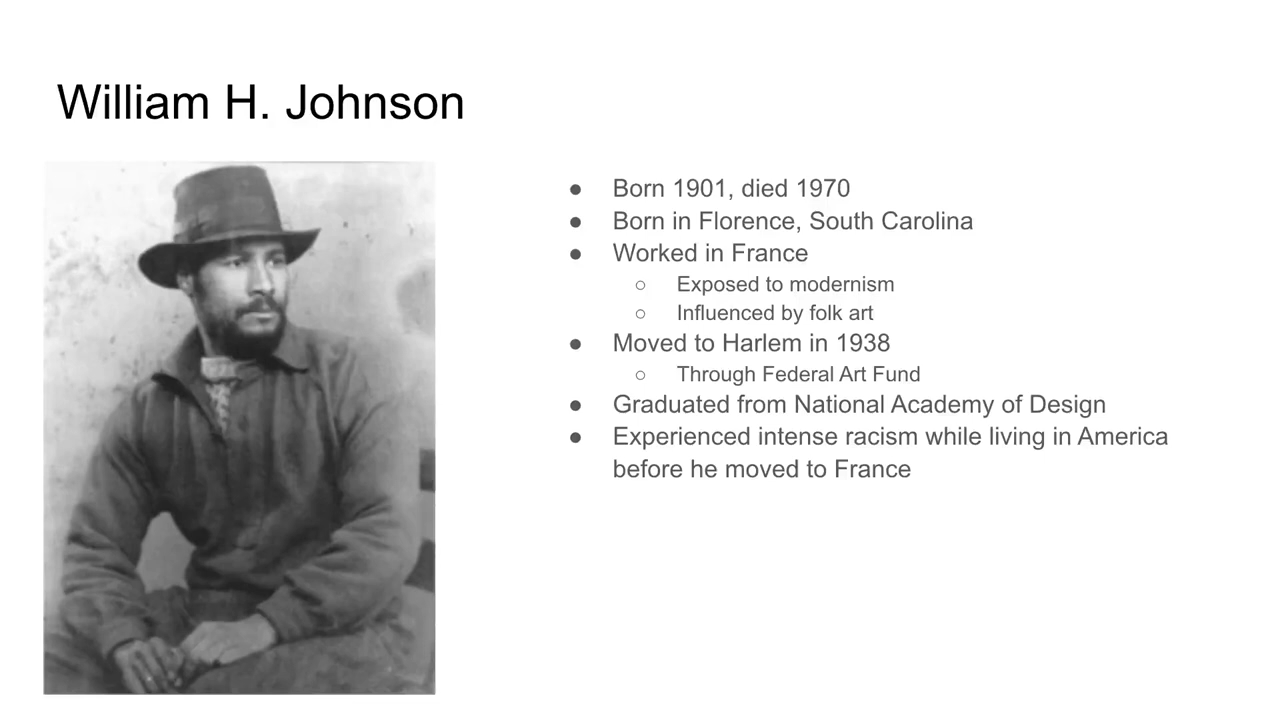 William H. Johnson
● Born 1901, died 1970
● Born in Florence, South Carolina
● Worked in France
○ Exposed to modernism
○ Influenced by folk art
● Moved to Harlem in 1938
○ Through Federal Art Fund
● Graduated from National Academy of Design
● Experienced intense racism while living in America
before he moved to France